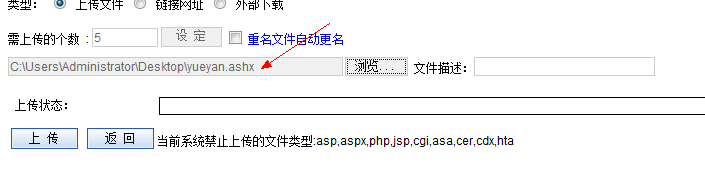 类型: 上传文件 链接网址 外部下载
需上传的个数 : 5 设 定 重名文件自动更名
C:\Users\Administrator\Desktop\yueyan.ashx 浏览... 文件描述:
上传状态:
上 传 返 回 当前系统禁止上传的文件类型:asp,aspx,php,jsp,cgi,asa,cer,cdx,hta